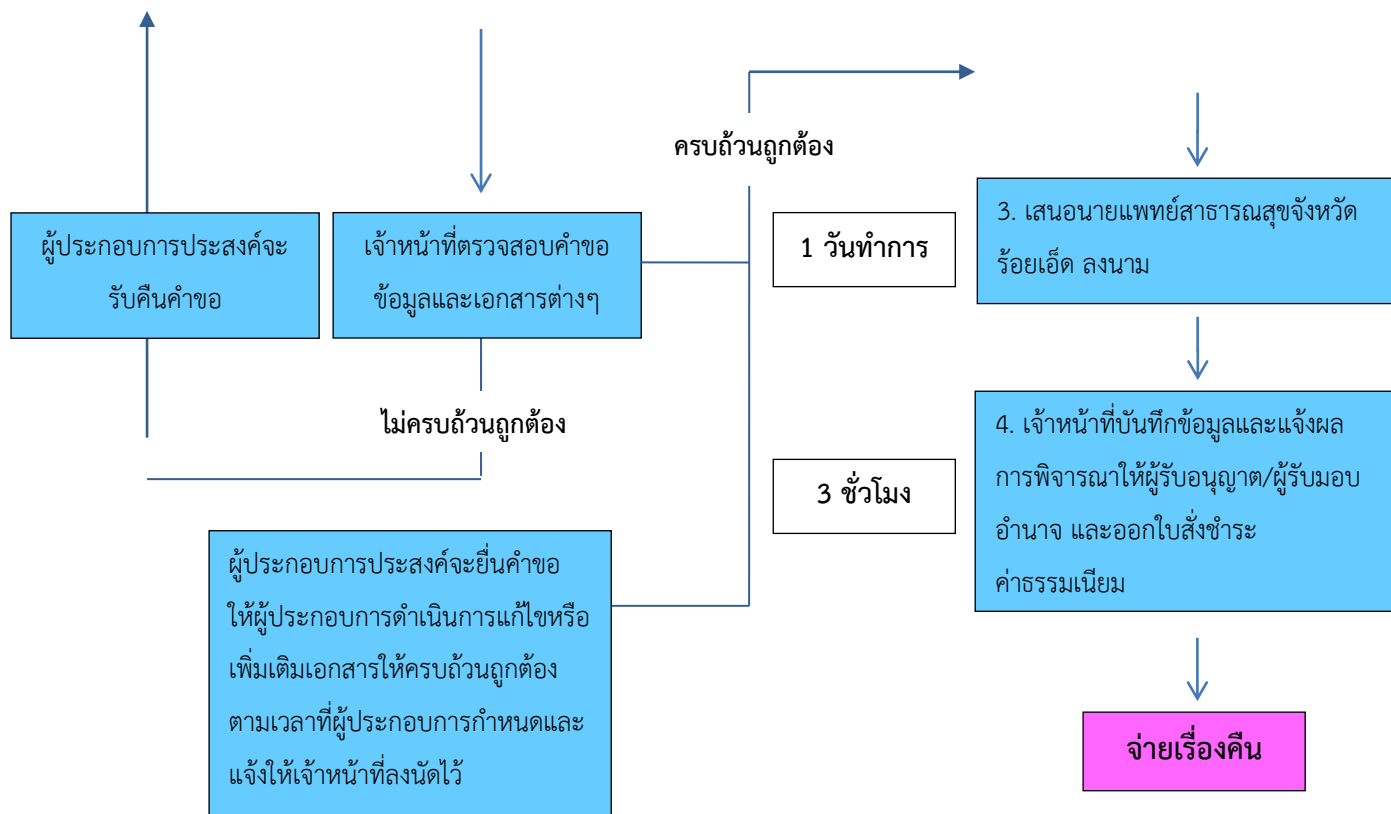 ครบถ้วนถูกต้อง
ผู้ประกอบการประสงค์จะ
รับคืนคำขอ
เจ้าหน้าที่ตรวจสอบคำขอ
ข้อมูลและเอกสารต่างๆ
1 วันทำการ
3. เสนอนายแพทย์สาธารณสุขจังหวัด
ร้อยเอ็ด ลงนาม
ไม่ครบถ้วนถูกต้อง
3 ชั่วโมง
4. เจ้าหน้าที่บันทึกข้อมูลและแจ้งผล
การพิจารณาให้ผู้รับอนุญาต/ผู้รับมอบ
อำนาจ และออกใบสั่งชำระ
ค่าธรรมเนียม
ผู้ประกอบการประสงค์จะยื่นคำขอ
ให้ผู้ประกอบการดำเนินการแก้ไขหรือ
เพิ่มเติมเอกสารให้ครบถ้วนถูกต้อง
ตามเวลาที่ผู้ประกอบการกำหนดและ
แจ้งให้เจ้าหน้าที่ลงนัดไว้
จ่ายเรื่องคืน